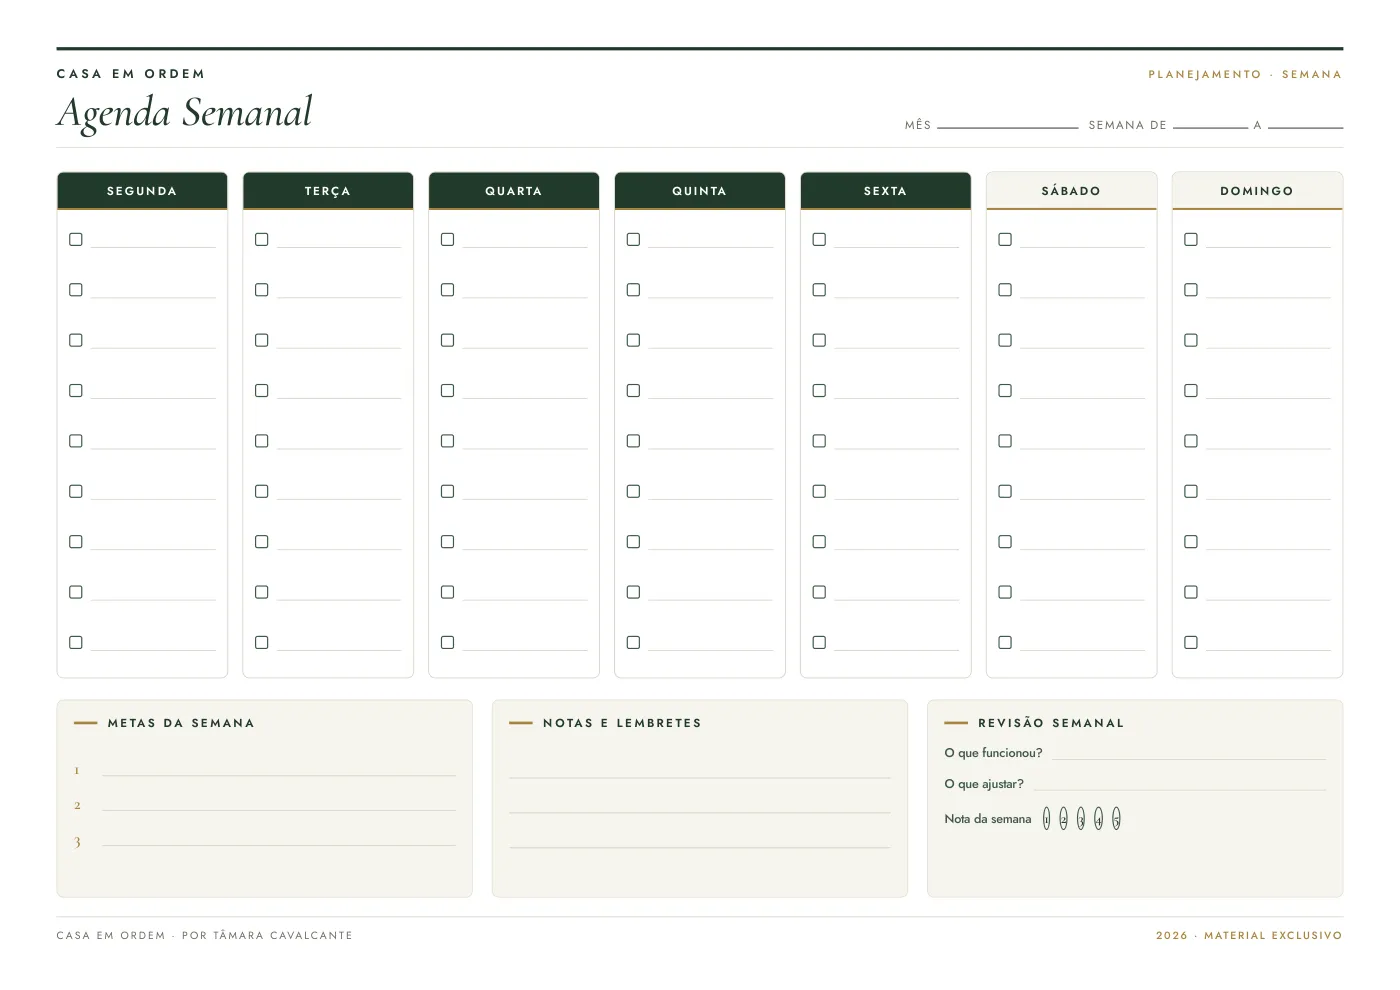 CASA EM ORDEM
PLANEJAMENTO · SEMANA
Agenda Semanal
MÊS SEMANA DE A
SEGUNDA TERÇA QUARTA QUINTA SEXTA SÁBADO DOMINGO
METAS DA SEMANA
1
2
3
NOTAS E LEMBRETES
REVISÃO SEMANAL
O que funcionou?
O que ajustar?
Nota da semana 1 2 3 4 5
CASA EM ORDEM · POR TÂMARA CAVALCANTE
2026 · MATERIAL EXCLUSIVO